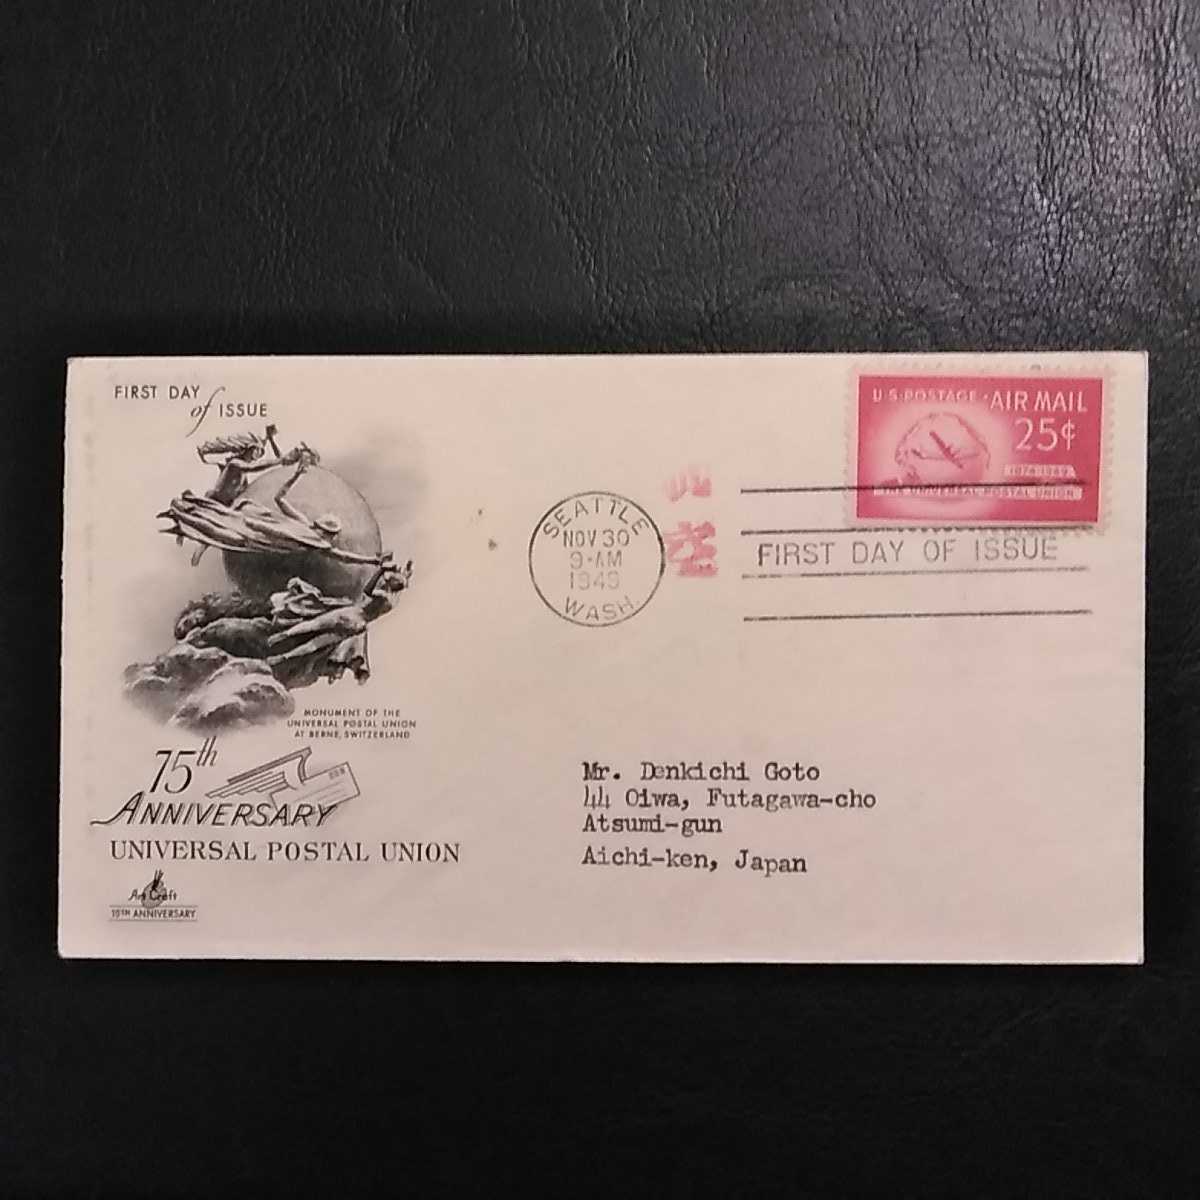 FIRST DAY
of ISSUE
MONUMENT OF THE
UNIVERSAL POSTAL UNION
AT BERNE, SWITZERLAND
75th
ANNIVERSARY
UNIVERSAL POSTAL UNION
Art Craft
10TH ANNIVERSARY
SEATTLE
NOV 30
9-AM
1949
WASH.
U.S. POSTAGE · AIR MAIL
25¢
1874-1949
THE UNIVERSAL POSTAL UNION
FIRST DAY OF ISSUE
Mr. Denkichi Goto
44 Oiwa, Futagawa-cho
Atsumi-gun
Aichi-ken, Japan